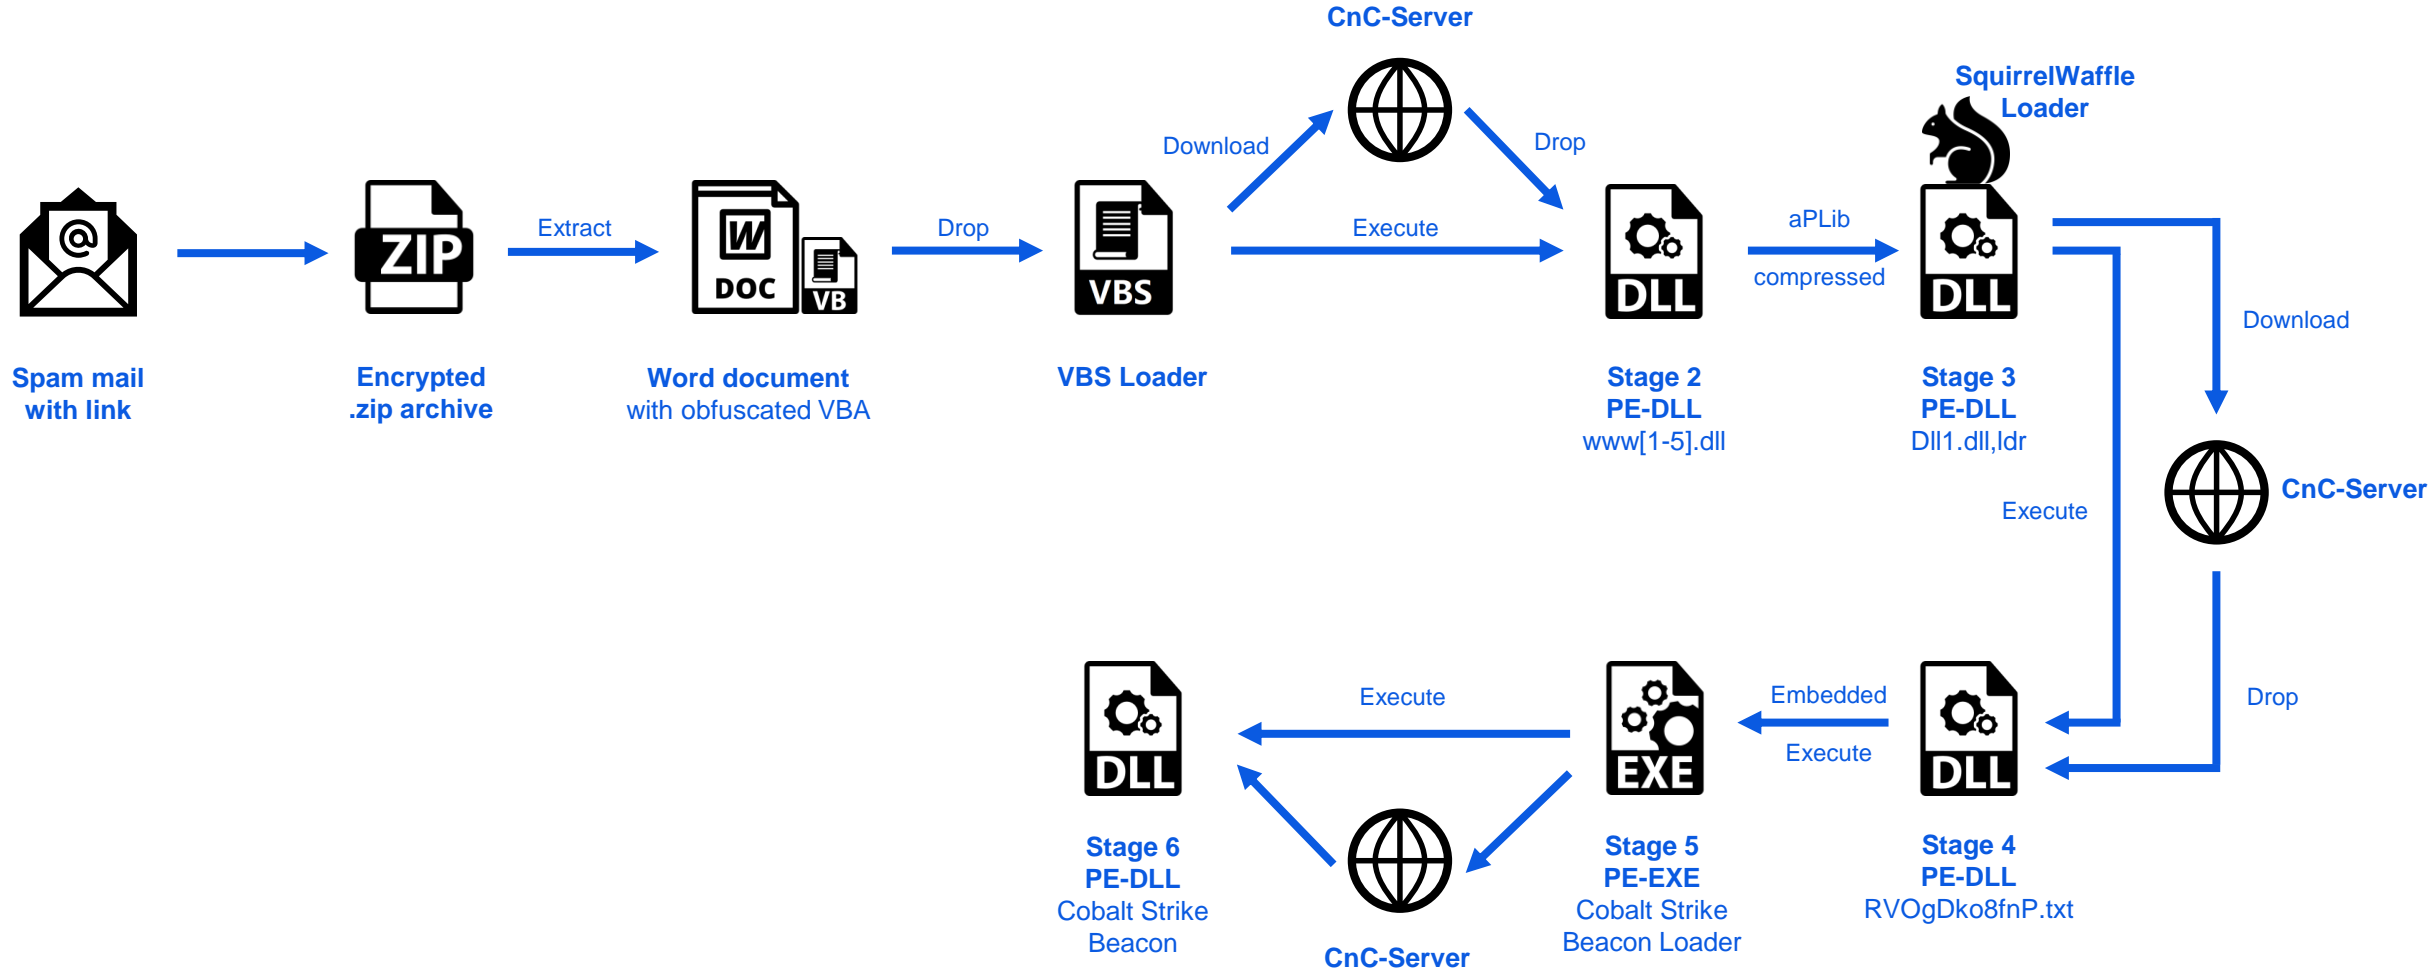 CnC-Server
SquirrelWaffle
Loader
Download
Drop
@
ZIP
Extract
W
DOC
VB
Drop
VBS
Execute
DLL
aPLib
compressed
DLL
Download
Spam mail
with link
Encrypted
.zip archive
Word document
with obfuscated VBA
VBS Loader
Stage 2
PE-DLL
www[1-5].dll
Stage 3
PE-DLL
Dll1.dll,ldr
CnC-Server
Execute
Drop
DLL
Execute
EXE
Embedded
Execute
DLL
Stage 6
PE-DLL
Cobalt Strike
Beacon
CnC-Server
Stage 5
PE-EXE
Cobalt Strike
Beacon Loader
Stage 4
PE-DLL
RVOgDko8fnP.txt